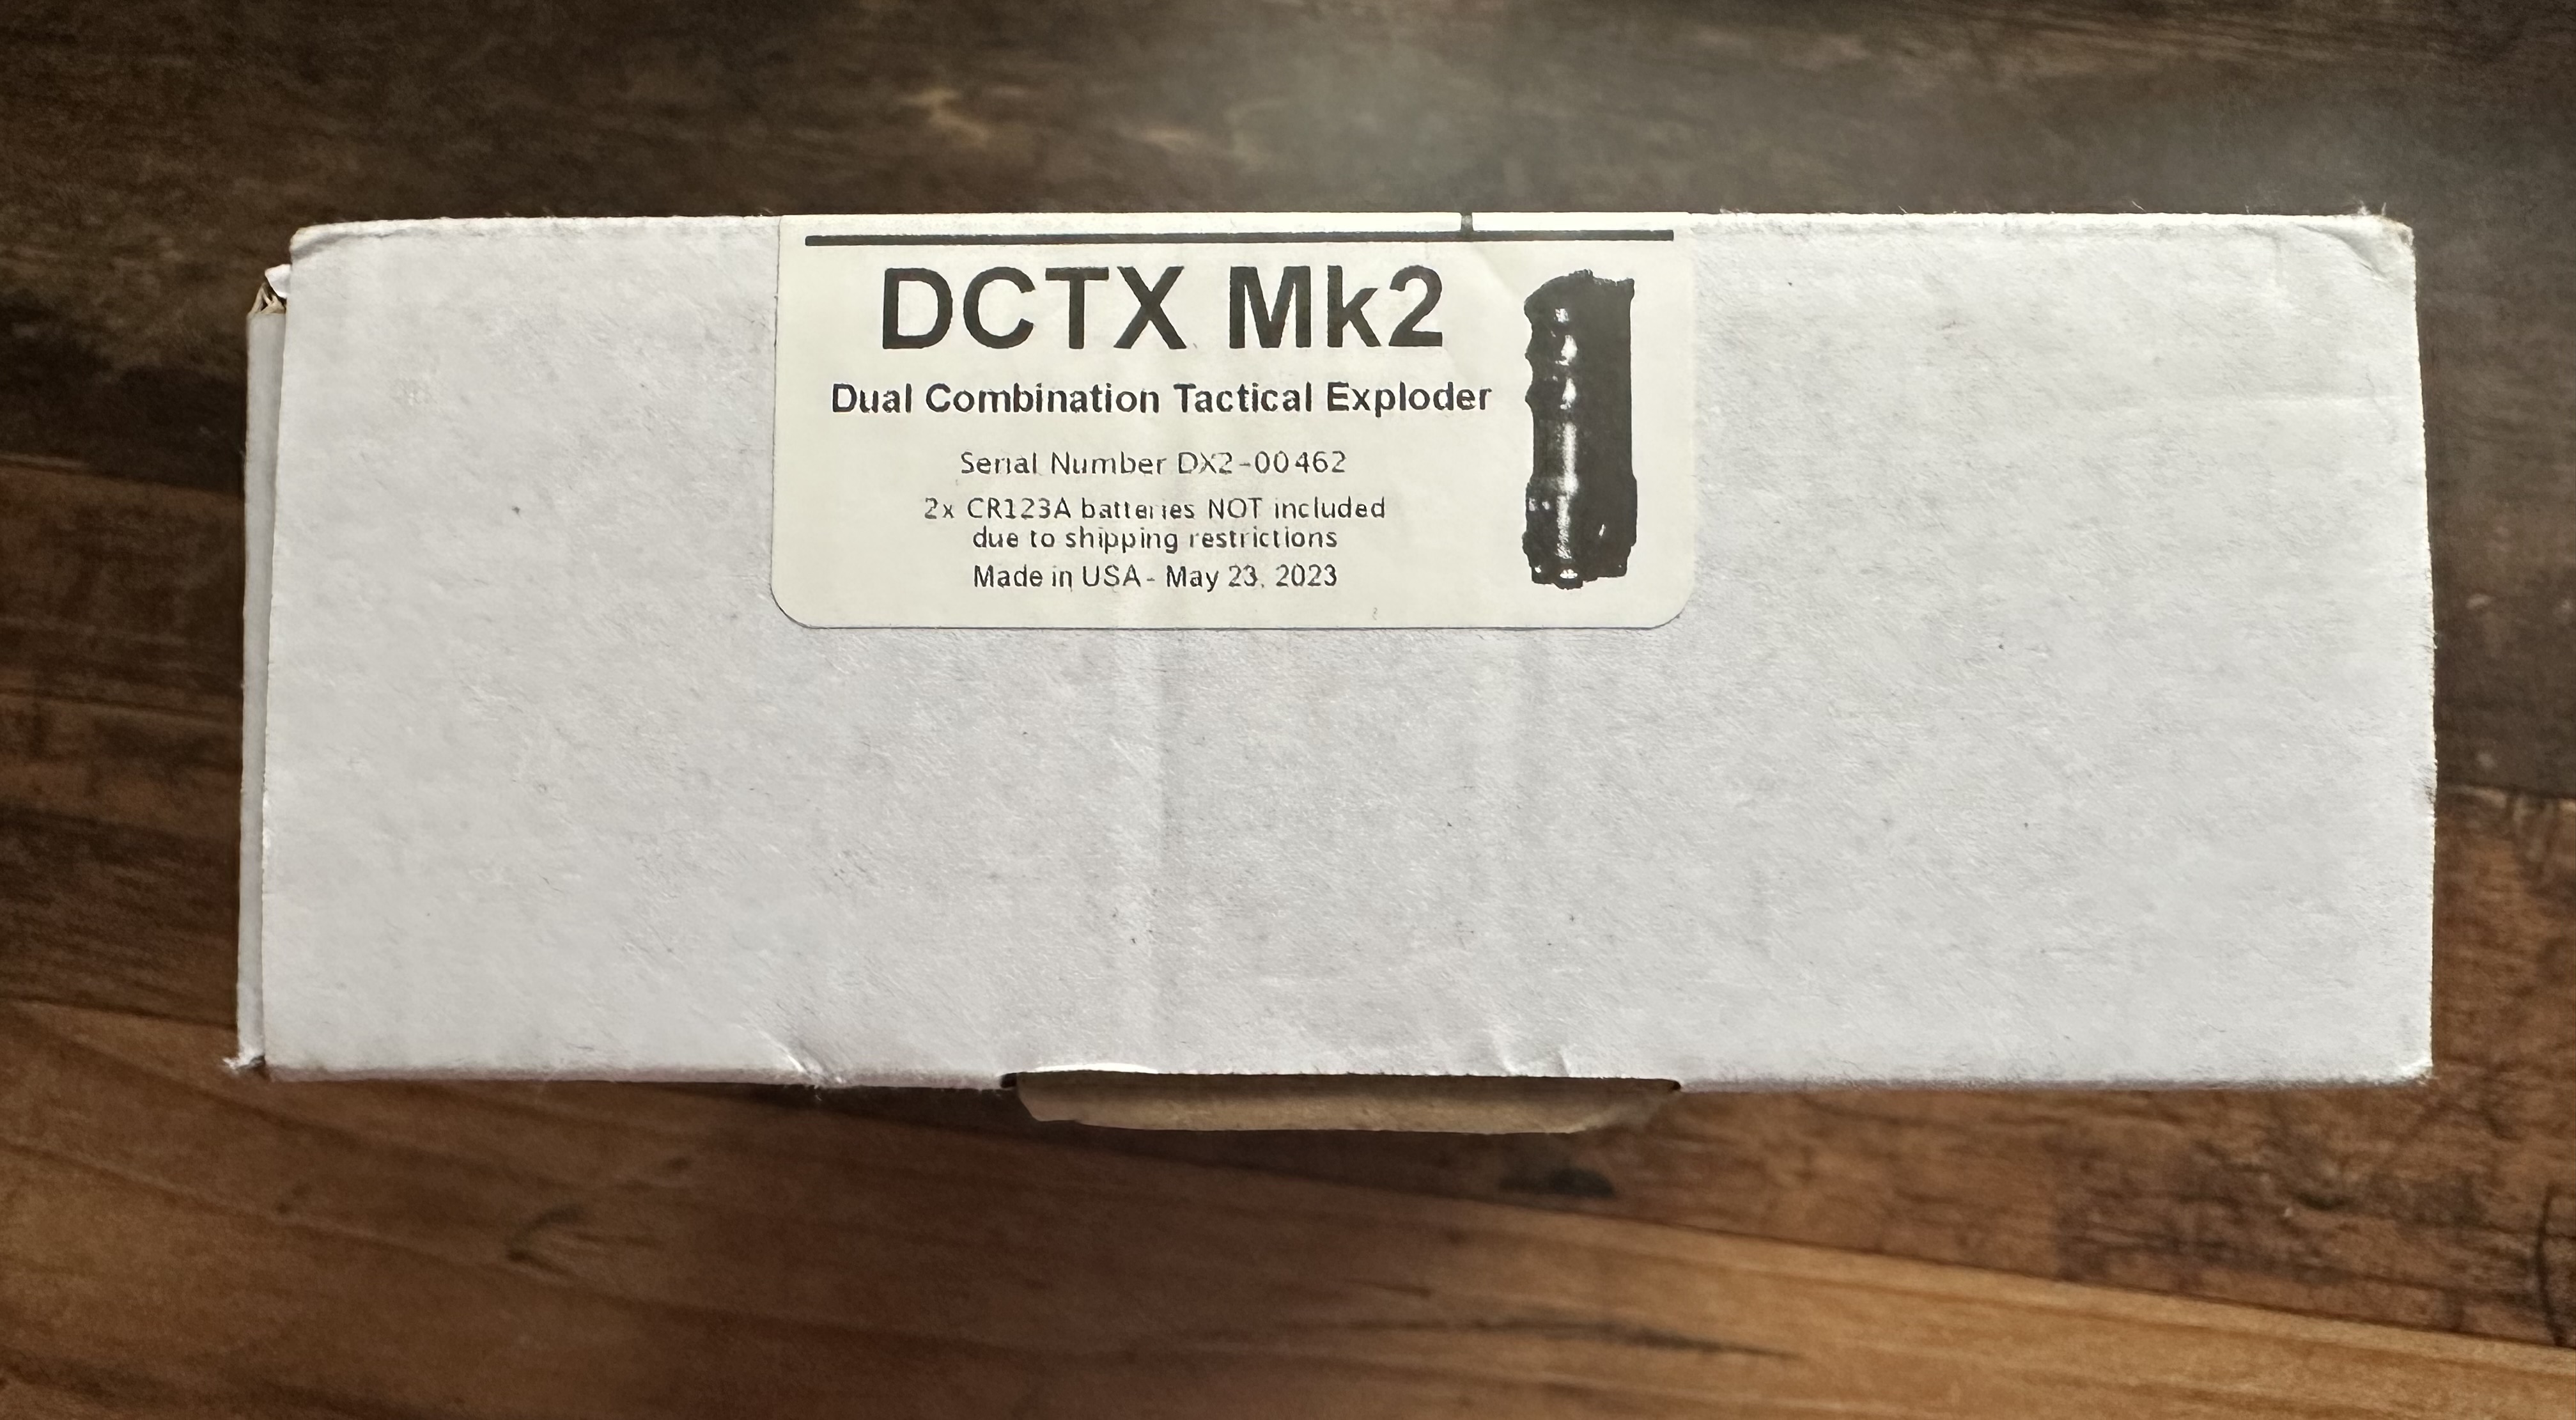 DCTX Mk2
Dual Combination Tactical Exploder
Serial Number DX2-00462
2x CR123A batteries NOT included
due to shipping restrictions
Made in USA - May 23, 2023